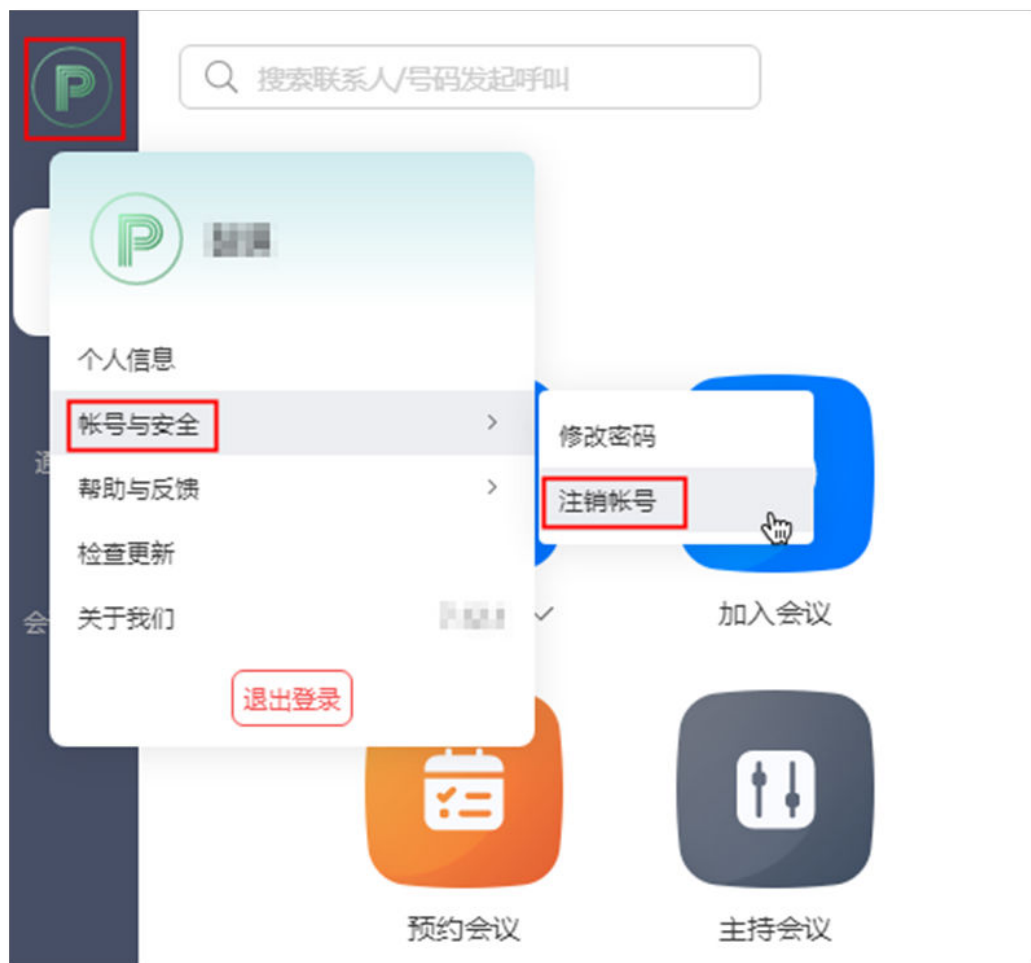 P
搜索联系人/号码发起呼叫
P
个人信息
帐号与安全
修改密码
通
帮助与反馈
注销帐号
检查更新
会
关于我们
加入会议
退出登录
预约会议
主持会议